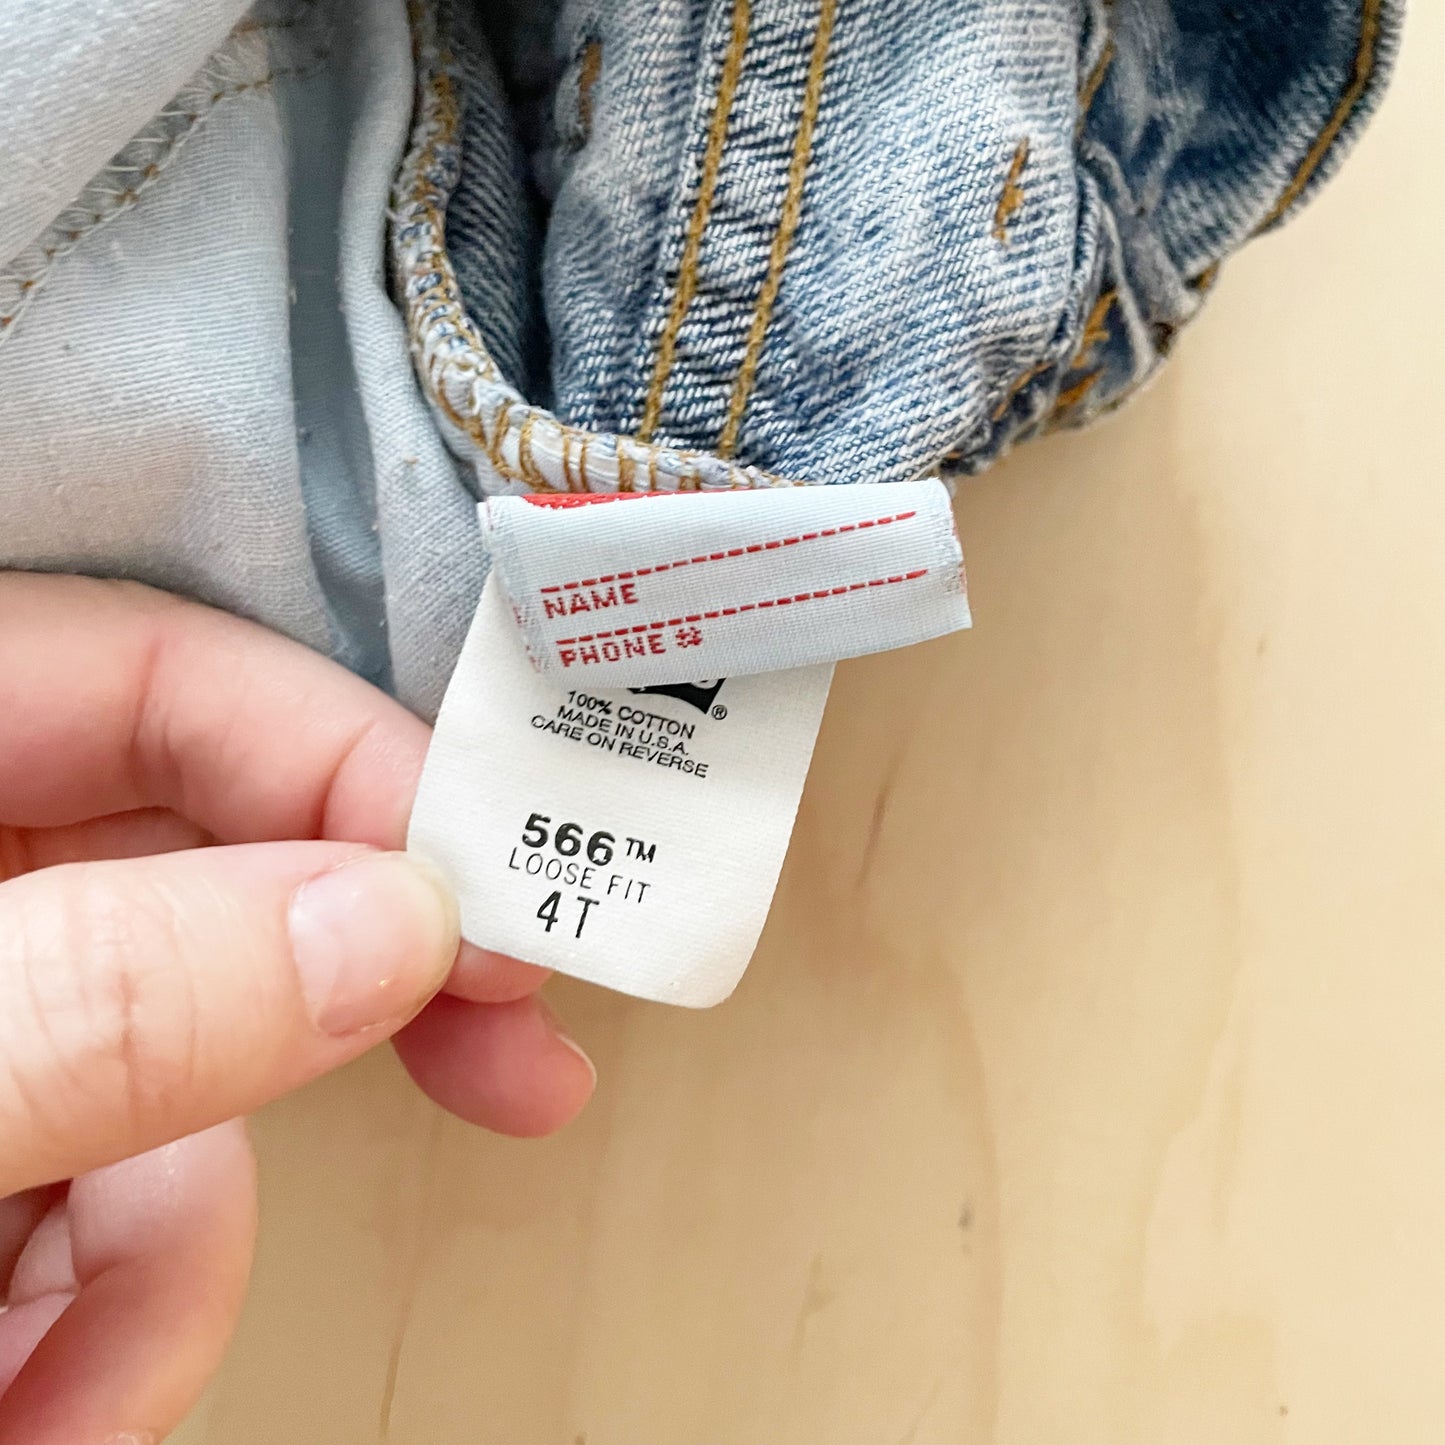 NAME
PHONE #
®
100% COTTON
MADE IN U.S.A.
CARE ON REVERSE
566™
LOOSE FIT
4T